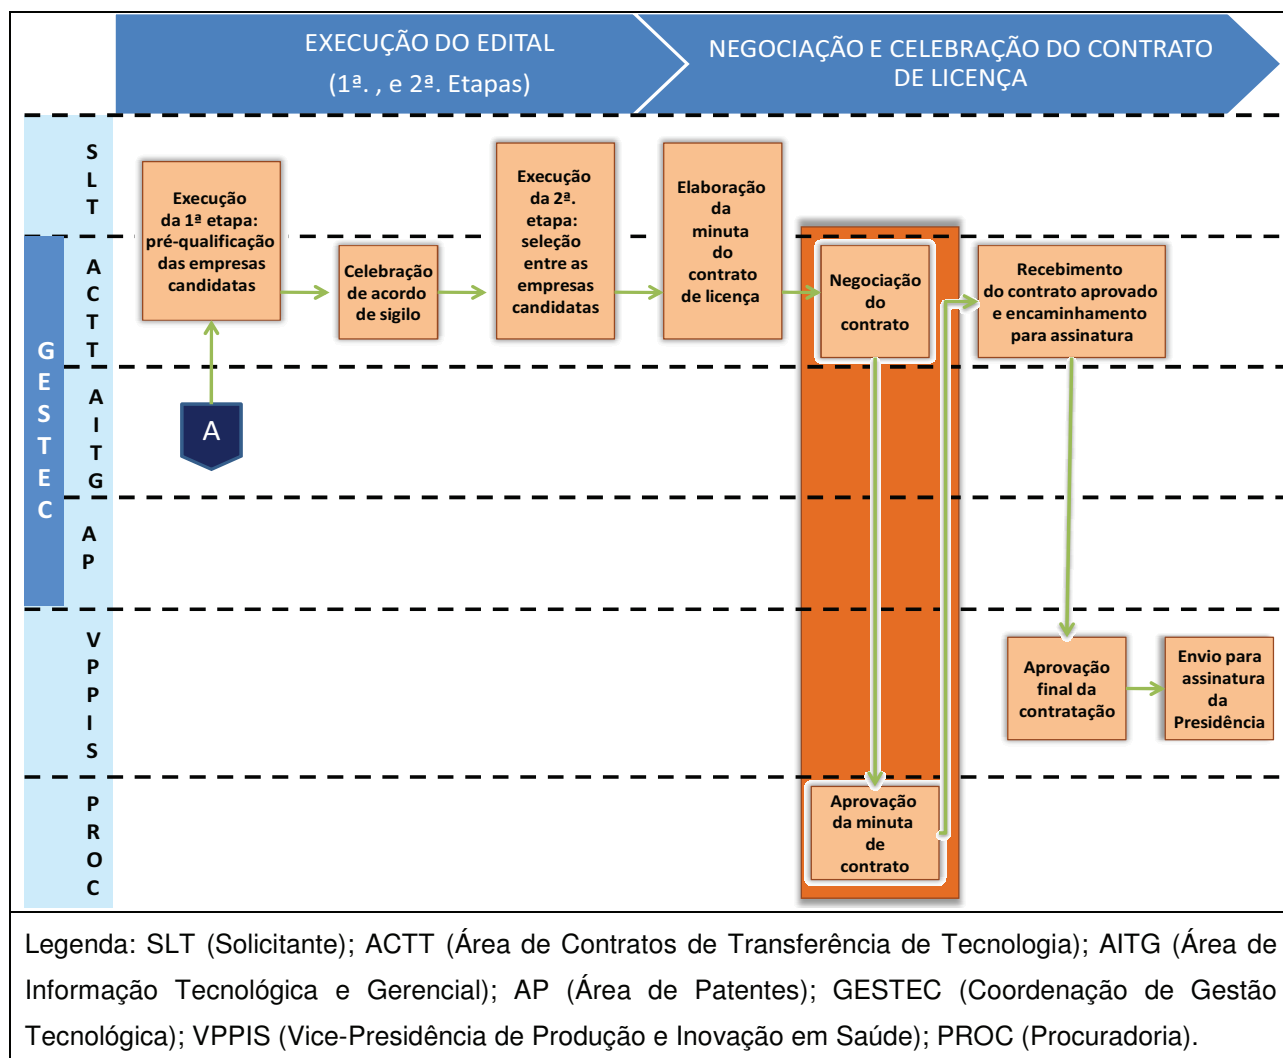 EXECUÇÃO DO EDITAL
(1ª. , e 2ª. Etapas)
NEGOCIAÇÃO E CELEBRAÇÃO DO CONTRATO
DE LICENÇA
S
L
T
Execução
da 1ª etapa:
pré-qualificação
das empresas
candidatas
Celebração
de acordo
de sigilo
Execução
da 2ª.
etapa:
seleção
entre as
empresas
candidatas
Elaboração
da
minuta
do
contrato
de licença
G
E
S
T
E
C
A
C
T
T
Negociação
do
contrato
Recebimento
do contrato aprovado
e encaminhamento
para assinatura
A
I
T
G
A
A
P
V
P
P
I
S
Aprovação
final da
contratação
Envio para
assinatura
da
Presidência
P
R
O
C
Aprovação
da minuta
de
contrato
Legenda: SLT (Solicitante); ACTT (Área de Contratos de Transferência de Tecnologia); AITG (Área de
Informação Tecnológica e Gerencial); AP (Área de Patentes); GESTEC (Coordenação de Gestão
Tecnológica); VPPIS (Vice-Presidência de Produção e Inovação em Saúde); PROC (Procuradoria).